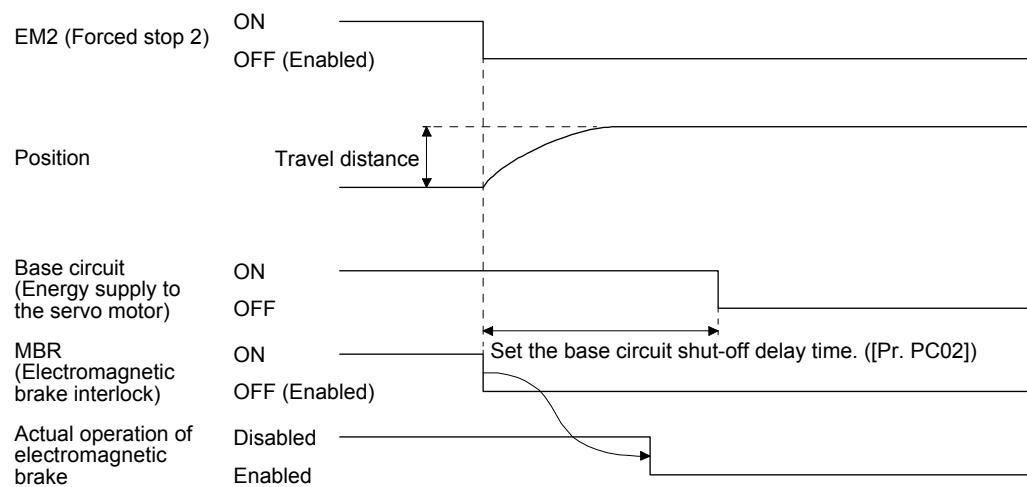 EM2 (Forced stop 2)
ON
OFF (Enabled)
Position
Travel distance
Base circuit
(Energy supply to
the servo motor)
ON
OFF
Set the base circuit shut-off delay time. ([Pr. PC02])
MBR
(Electromagnetic
brake interlock)
ON
OFF (Enabled)
Actual operation of
electromagnetic
brake
Disabled
Enabled